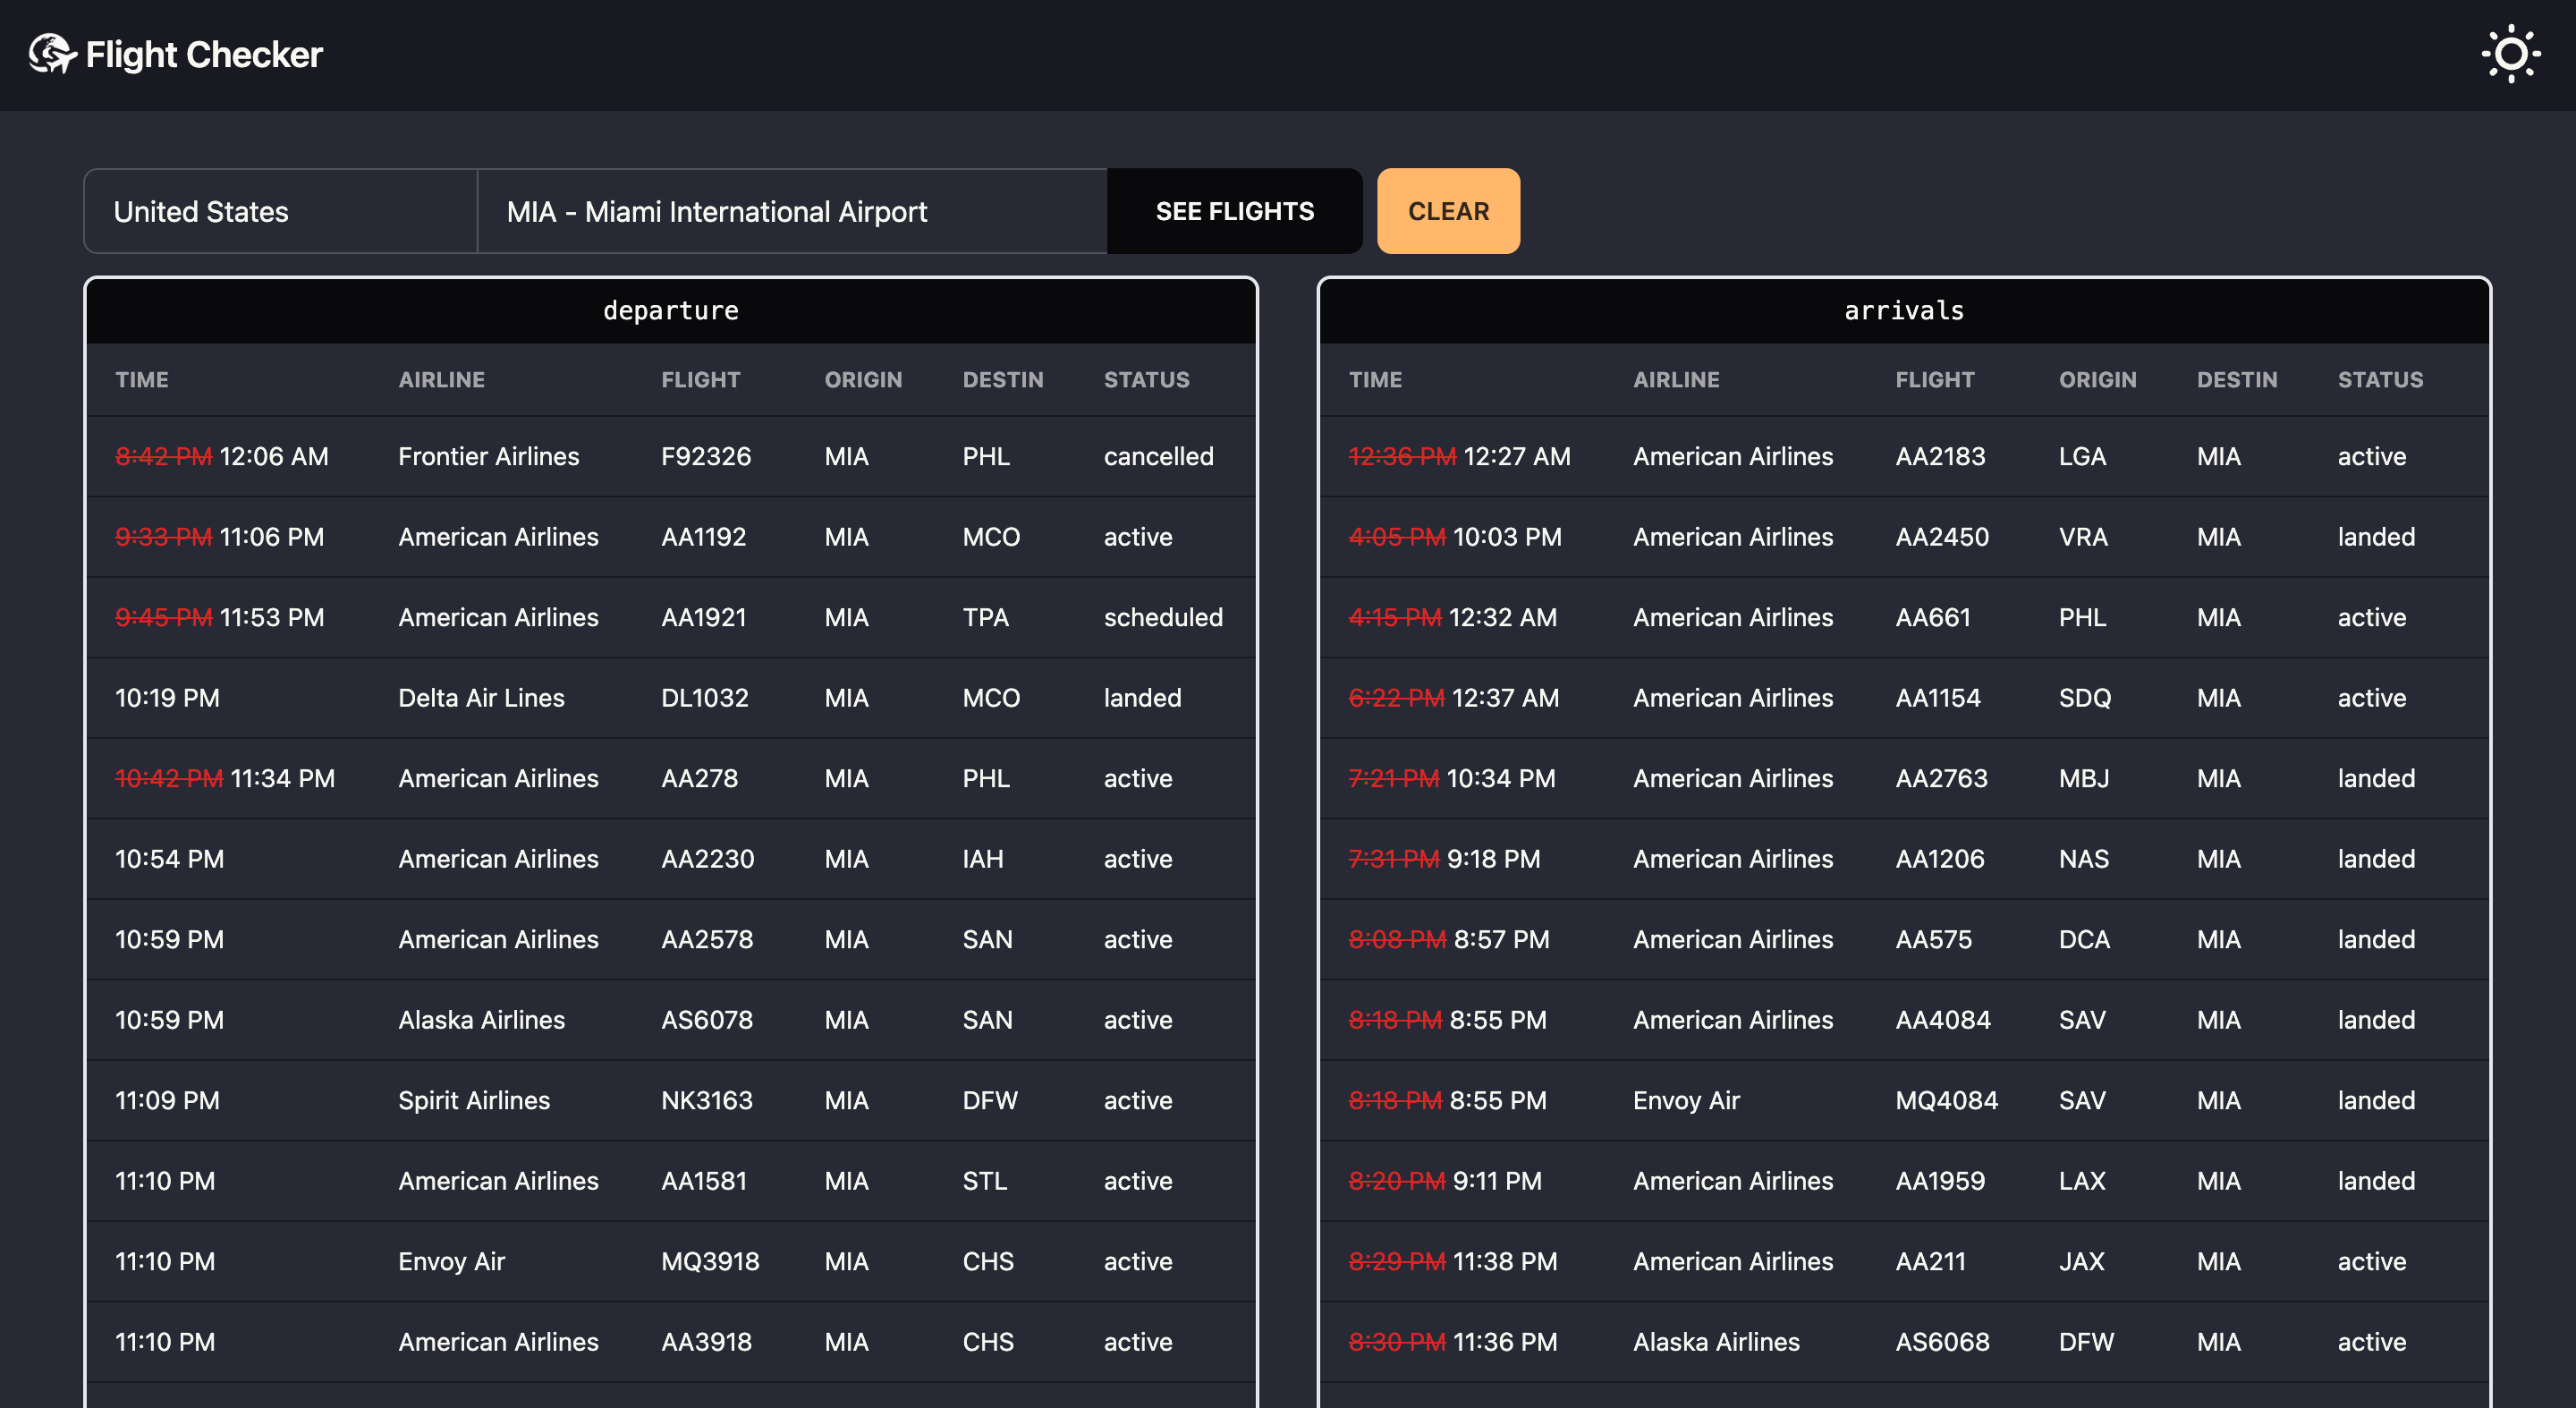 Flight Checker
United States MIA - Miami International Airport SEE FLIGHTS CLEAR
departure
TIME AIRLINE FLIGHT ORIGIN DESTIN STATUS
8:42 PM 12:06 AM Frontier Airlines F92326 MIA PHL cancelled
9:33 PM 11:06 PM American Airlines AA1192 MIA MCO active
9:45 PM 11:53 PM American Airlines AA1921 MIA TPA scheduled
10:19 PM Delta Air Lines DL1032 MIA MCO landed
10:42 PM 11:34 PM American Airlines AA278 MIA PHL active
10:54 PM American Airlines AA2230 MIA IAH active
10:59 PM American Airlines AA2578 MIA SAN active
10:59 PM Alaska Airlines AS6078 MIA SAN active
11:09 PM Spirit Airlines NK3163 MIA DFW active
11:10 PM American Airlines AA1581 MIA STL active
11:10 PM Envoy Air MQ3918 MIA CHS active
11:10 PM American Airlines AA3918 MIA CHS active
arrivals
TIME AIRLINE FLIGHT ORIGIN DESTIN STATUS
12:36 PM 12:27 AM American Airlines AA2183 LGA MIA active
4:05 PM 10:03 PM American Airlines AA2450 VRA MIA landed
4:15 PM 12:32 AM American Airlines AA661 PHL MIA active
6:22 PM 12:37 AM American Airlines AA1154 SDQ MIA active
7:21 PM 10:34 PM American Airlines AA2763 MBJ MIA landed
7:31 PM 9:18 PM American Airlines AA1206 NAS MIA landed
8:08 PM 8:57 PM American Airlines AA575 DCA MIA landed
8:18 PM 8:55 PM American Airlines AA4084 SAV MIA landed
8:18 PM 8:55 PM Envoy Air MQ4084 SAV MIA landed
8:20 PM 9:11 PM American Airlines AA1959 LAX MIA landed
8:29 PM 11:38 PM American Airlines AA211 JAX MIA active
8:30 PM 11:36 PM Alaska Airlines AS6068 DFW MIA active